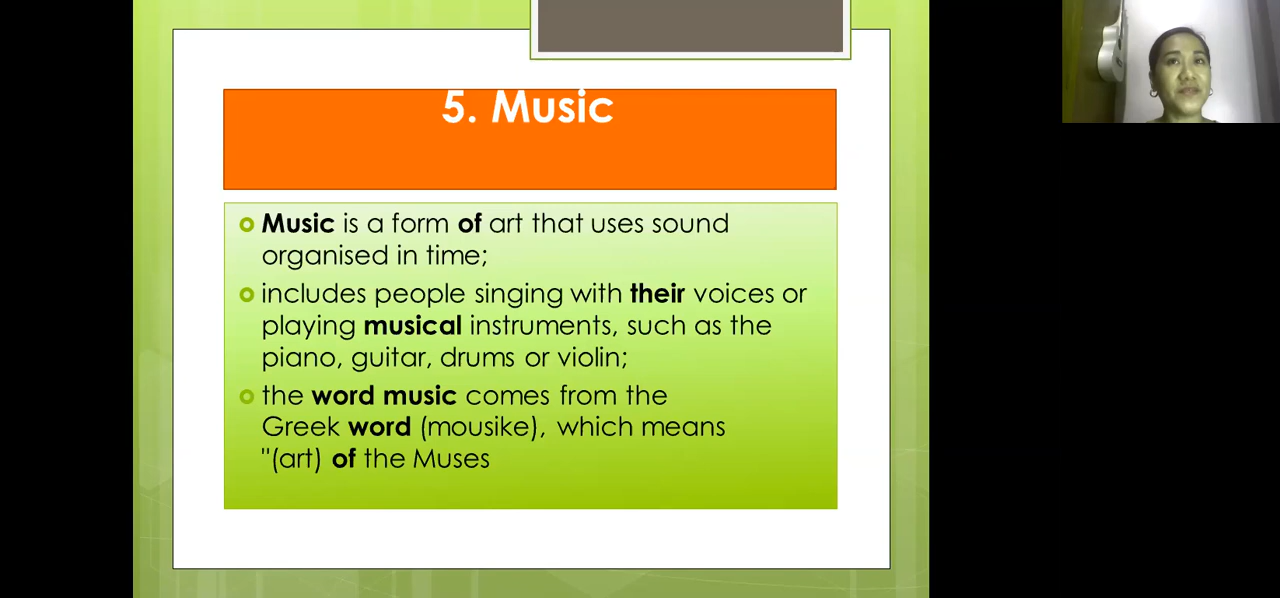 5. Music
Music is a form of art that uses sound
organised in time;
includes people singing with their voices or
playing musical instruments, such as the
piano, guitar, drums or violin;
the word music comes from the
Greek word (mousike), which means
"(art) of the Muses